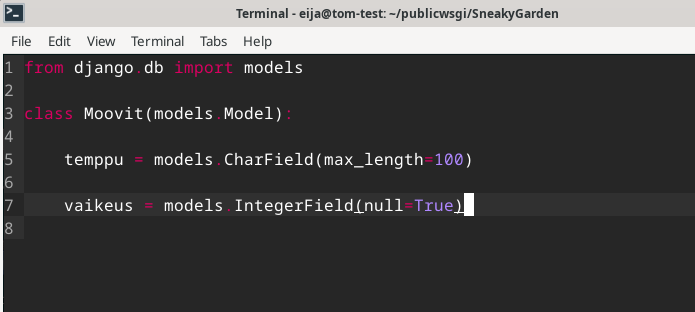 Terminal - eija@tom-test: ~/publicwsgi/SneakyGarden
File Edit View Terminal Tabs Help
1 from django.db import models
2
3 class Moovit(models.Model):
4
5     temppu = models.CharField(max_length=100)
6
7     vaikeus = models.IntegerField(null=True)
8